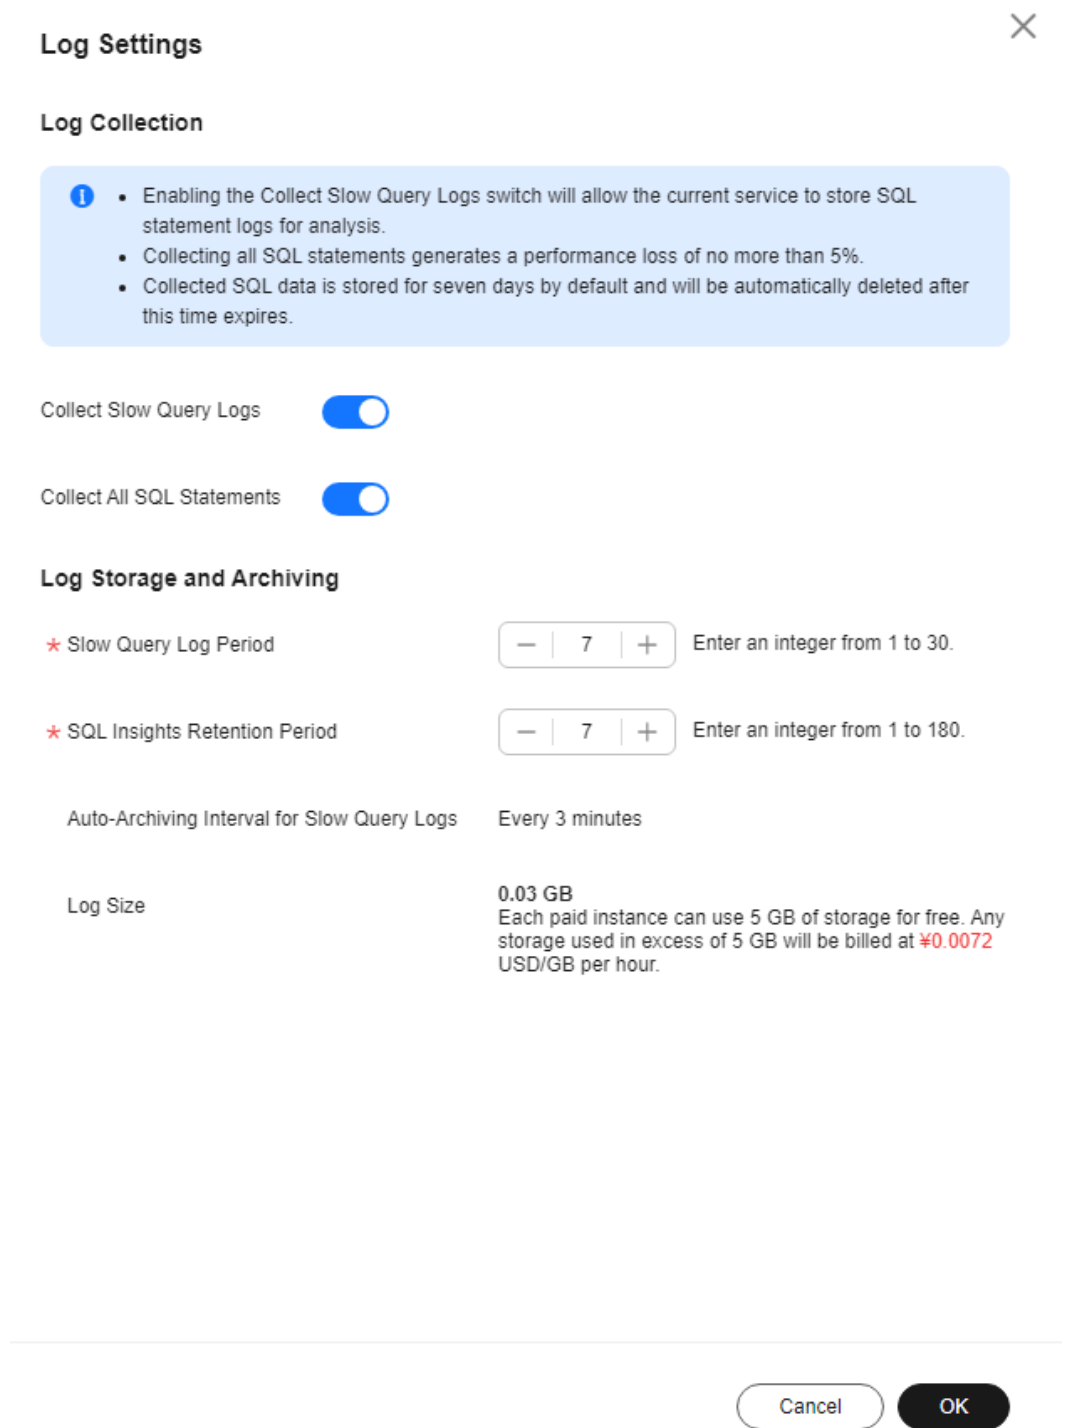 Log Settings
Log Collection
• Enabling the Collect Slow Query Logs switch will allow the current service to store SQL
statement logs for analysis.
• Collecting all SQL statements generates a performance loss of no more than 5%.
• Collected SQL data is stored for seven days by default and will be automatically deleted after
this time expires.
Collect Slow Query Logs
Collect All SQL Statements
Log Storage and Archiving
* Slow Query Log Period − 7 + Enter an integer from 1 to 30.
* SQL Insights Retention Period − 7 + Enter an integer from 1 to 180.
Auto-Archiving Interval for Slow Query Logs Every 3 minutes
Log Size
0.03 GB
Each paid instance can use 5 GB of storage for free. Any
storage used in excess of 5 GB will be billed at ¥0.0072
USD/GB per hour.
Cancel OK